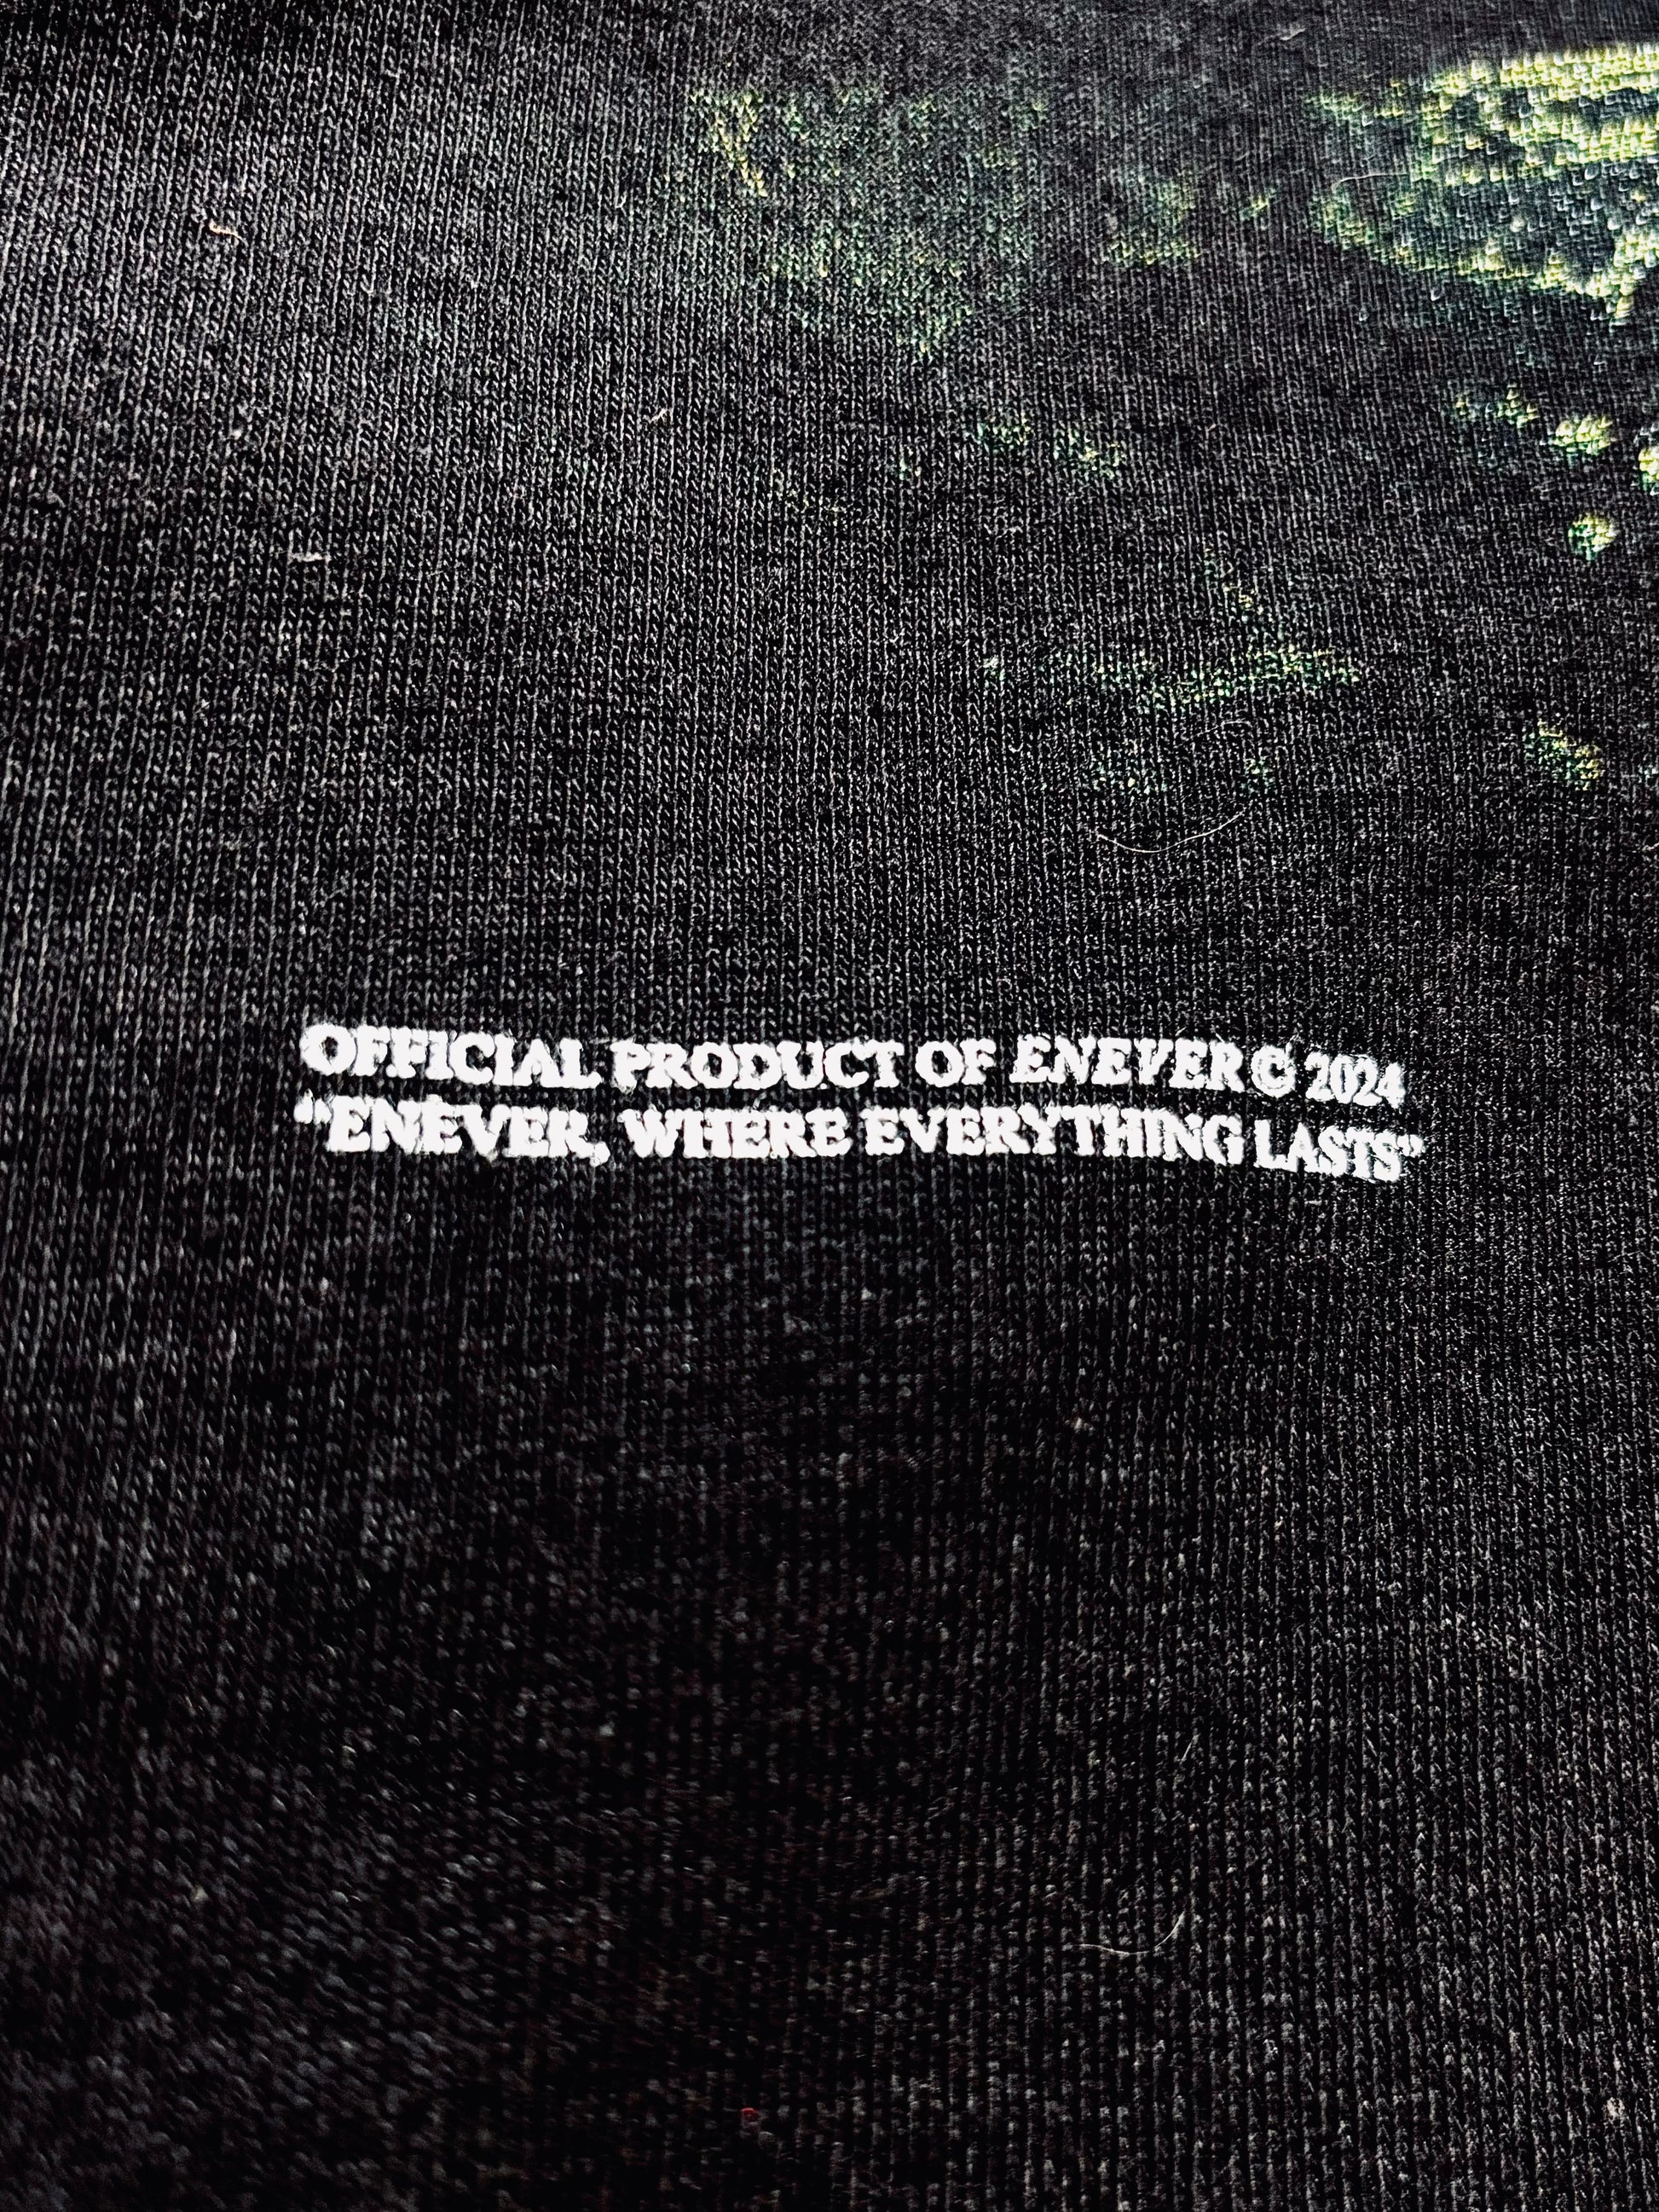 OFFICIAL PRODUCT OF ENEVER © 2024
“ENEVER, WHERE EVERYTHING LASTS”